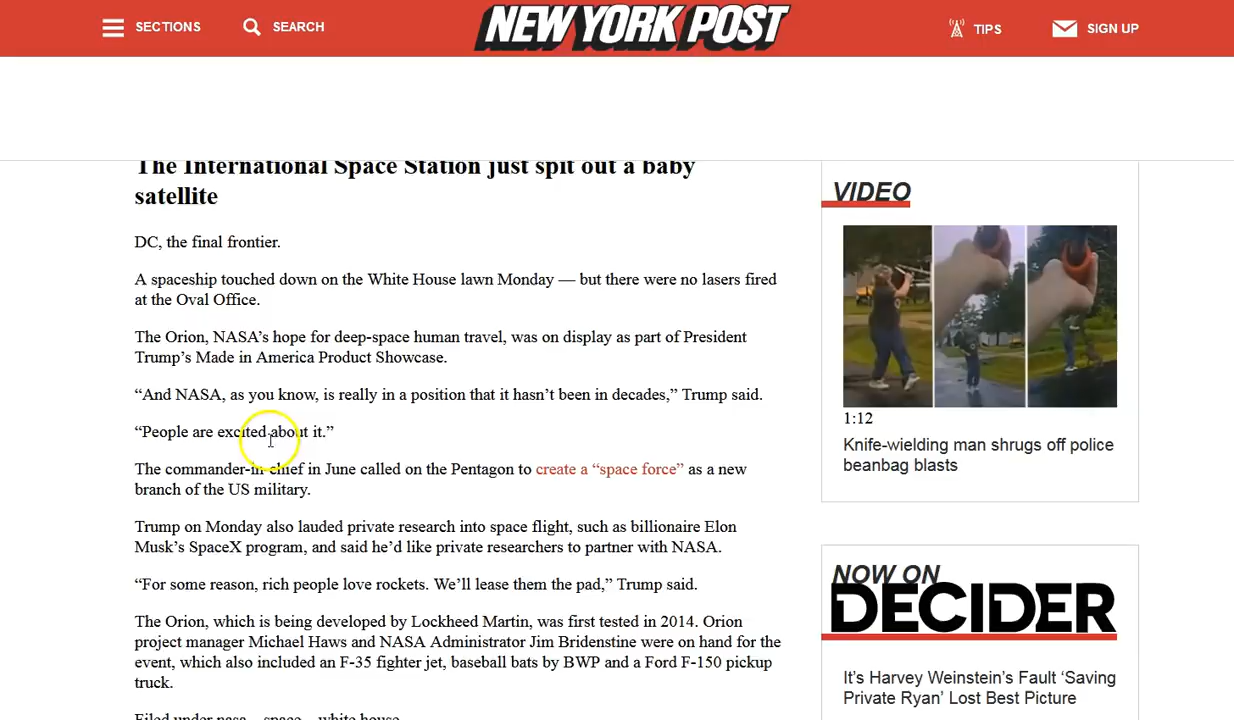 SECTIONS
SEARCH
NEW YORK POST
TIPS
SIGN UP
The International Space Station just spit out a baby
satellite
DC, the final frontier.
A spaceship touched down on the White House lawn Monday — but there were no lasers fired
at the Oval Office.
The Orion, NASA’s hope for deep-space human travel, was on display as part of President
Trump’s Made in America Product Showcase.
“And NASA, as you know, is really in a position that it hasn’t been in decades,” Trump said.
“People are excited about it.”
The commander-in-chief in June called on the Pentagon to create a “space force” as a new
branch of the US military.
Trump on Monday also lauded private research into space flight, such as billionaire Elon
Musk’s SpaceX program, and said he’d like private researchers to partner with NASA.
“For some reason, rich people love rockets. We’ll lease them the pad,” Trump said.
The Orion, which is being developed by Lockheed Martin, was first tested in 2014. Orion
project manager Michael Haws and NASA Administrator Jim Bridenstine were on hand for the
event, which also included an F-35 fighter jet, baseball bats by BWP and a Ford F-150 pickup
truck.
Filed under nasa , space , white house
VIDEO
1:12
Knife-wielding man shrugs off police
beanbag blasts
NOW ON
DECIDER
It’s Harvey Weinstein’s Fault ‘Saving
Private Ryan’ Lost Best Picture